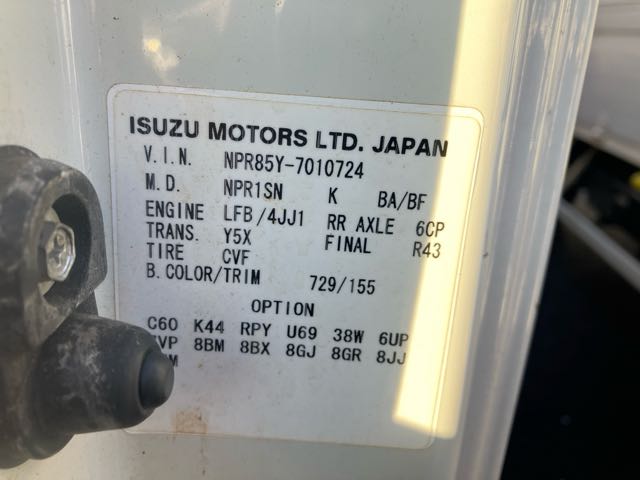 ISUZU MOTORS LTD. JAPAN
V.I.N. NPR85Y-7010724
M.D. NPR1SN K BA/BF
ENGINE LFB/4JJ1 RR AXLE 6CP
TRANS. Y5X FINAL R43
TIRE CVF
B.COLOR/TRIM 729/155
OPTION
C60 K44 RPY U69 38W 6UP
8BM 8BX 8GJ 8GR 8JJ